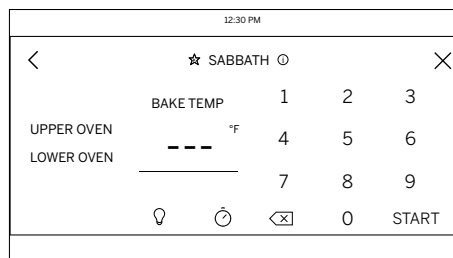 12:30 PM
SABBATH
BAKE TEMP
1 2 3
UPPER OVEN
LOWER OVEN
--- °F
4 5 6
7 8 9
0 START